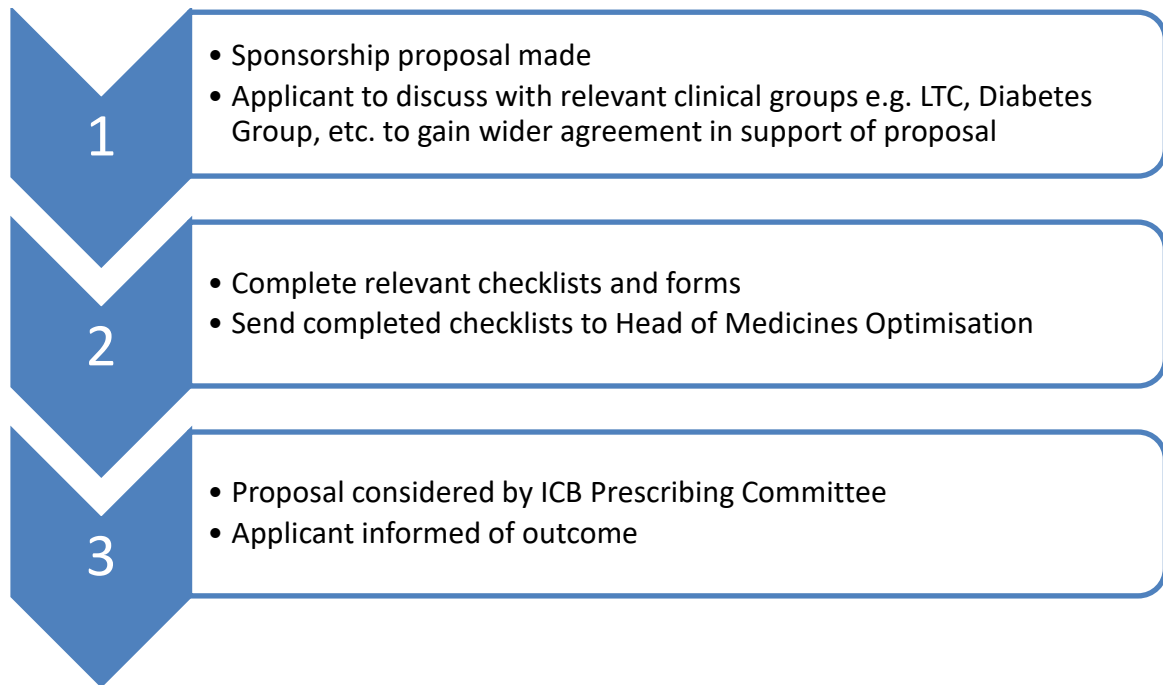 1
• Sponsorship proposal made
• Applicant to discuss with relevant clinical groups e.g. LTC, Diabetes
Group, etc. to gain wider agreement in support of proposal
2
• Complete relevant checklists and forms
• Send completed checklists to Head of Medicines Optimisation
3
• Proposal considered by ICB Prescribing Committee
• Applicant informed of outcome